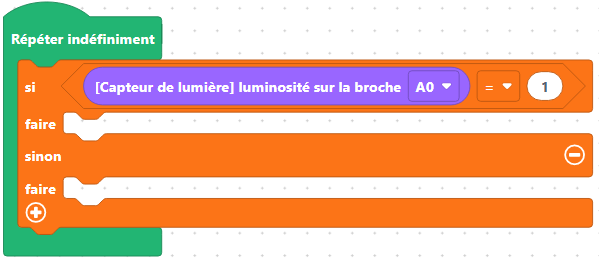 Répéter indéfiniment
si [Capteur de lumière] luminosité sur la broche A0 = 1
faire
sinon
faire